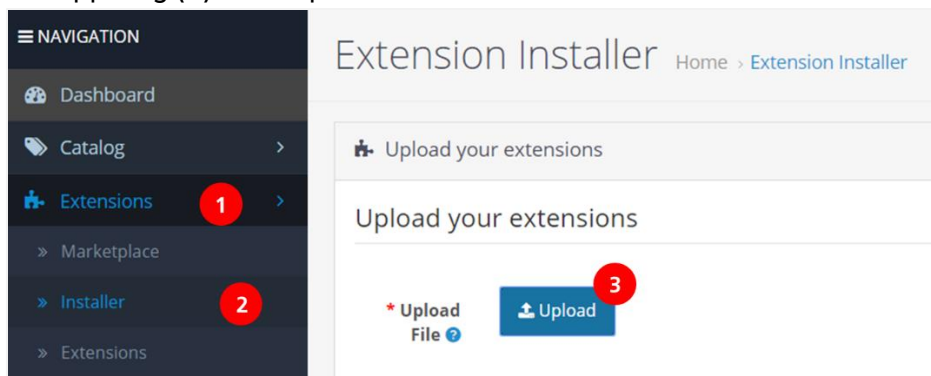 NAVIGATION
Dashboard
Catalog
Extensions
1
Marketplace
Installer
2
Extensions
Extension Installer Home › Extension Installer
Upload your extensions
Upload your extensions
3
* Upload
File
Upload